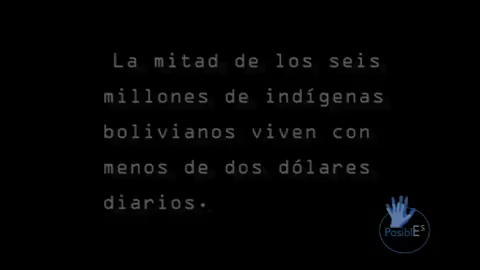 La mitad de los seis
millones de indígenas
bolivianos viven con
menos de dos dólares
diarios.
PosiblEs